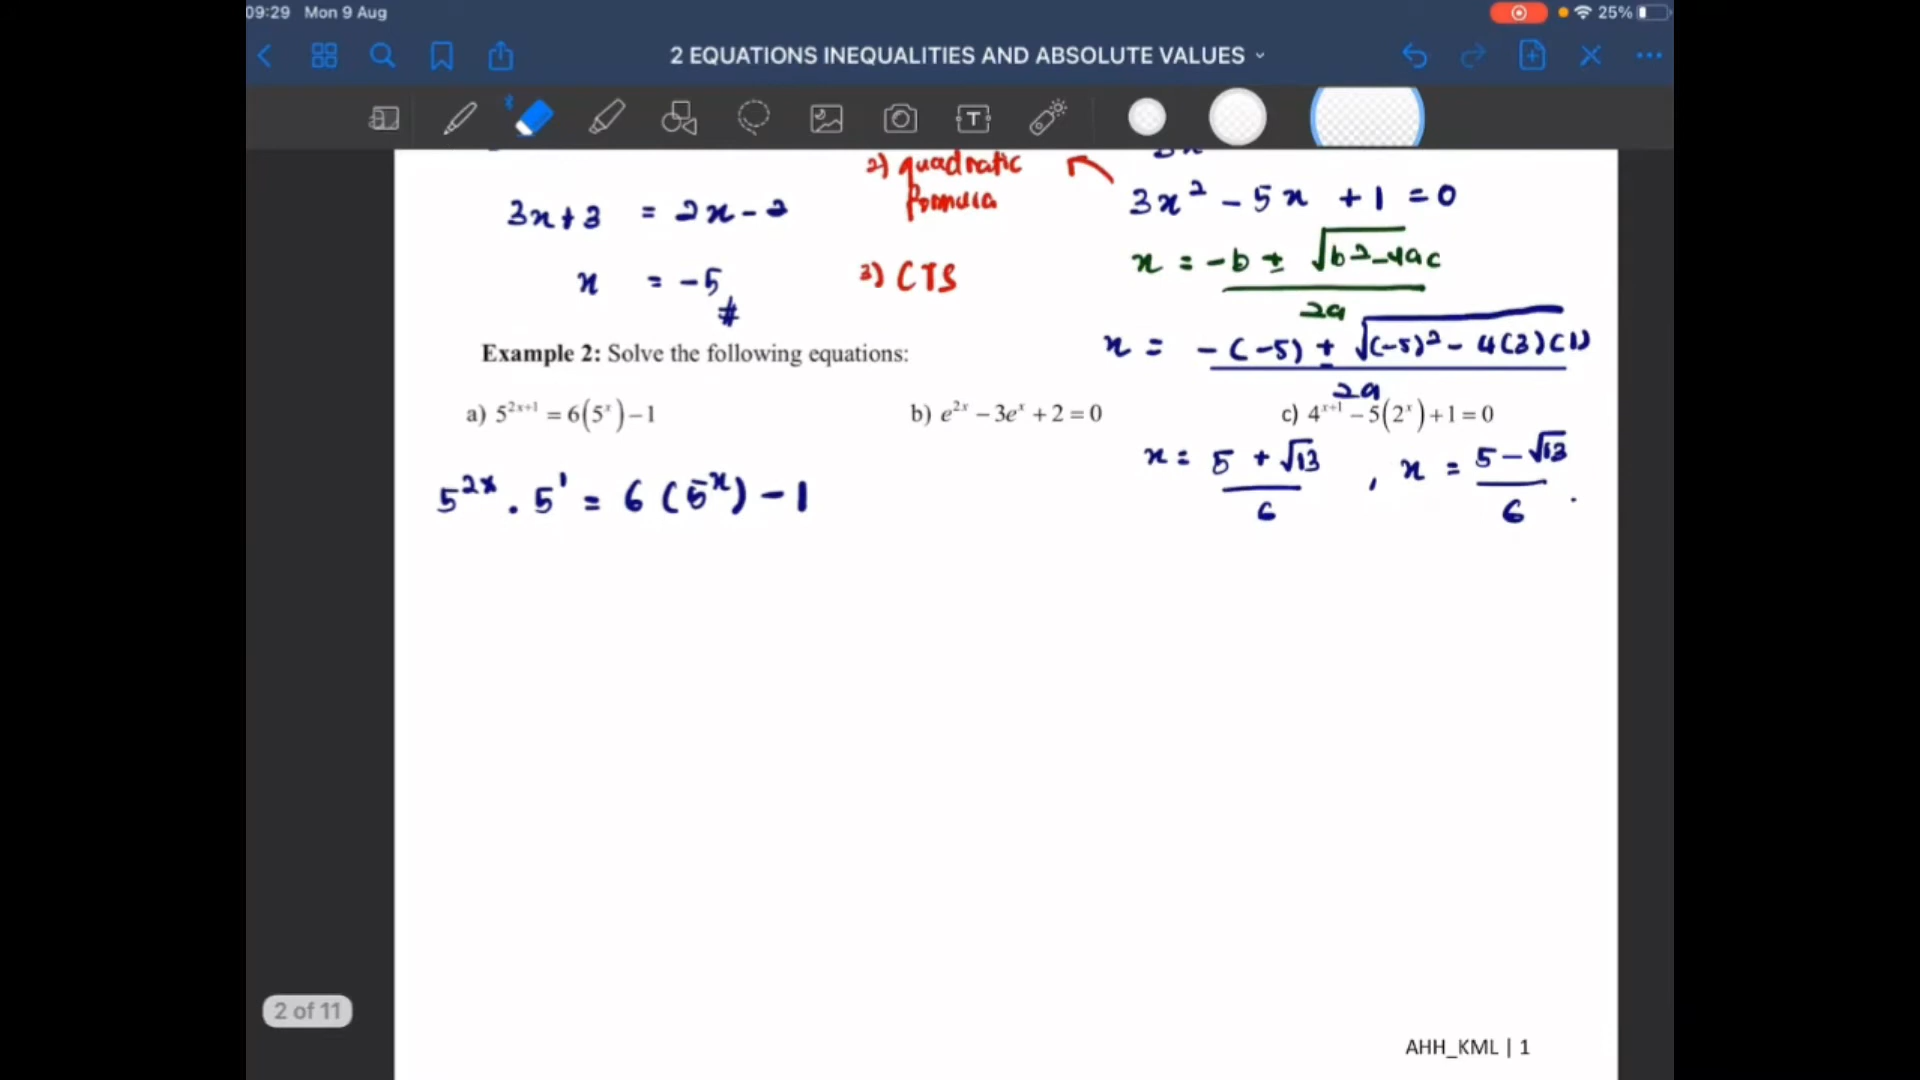 09:29 Mon 9 Aug
25%
2 EQUATIONS INEQUALITIES AND ABSOLUTE VALUES
2) quadratic
formula
3x² - 5x + 1 = 0
3x+3 = 2x-2
x = -b ± √b²-4ac
2a
x = -5
#
3) CTS
x = -(-5) ± √(-5)² - 4(3)(1)
2a
Example 2: Solve the following equations:
a) 5^{2x+1} = 6(5^x) − 1
b) e^{2x} − 3e^x + 2 = 0
c) 4^{x+1} − 5(2^x) + 1 = 0
x = 5 + √13
6
, x = 5 - √13
6
5^{2x} . 5^1 = 6(5^x) - 1
2 of 11
AHH_KML | 1